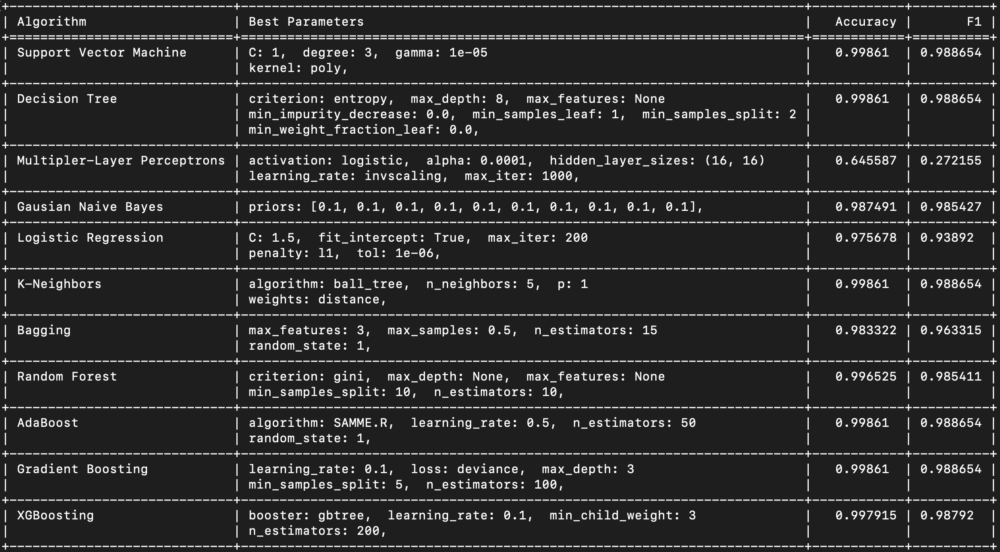 Algorithm | Best Parameters | Accuracy | F1
Support Vector Machine | C: 1,  degree: 3,  gamma: 1e-05 | 0.99861 | 0.988654
kernel: poly,
Decision Tree | criterion: entropy,  max_depth: 8,  max_features: None | 0.99861 | 0.988654
min_impurity_decrease: 0.0,  min_samples_leaf: 1,  min_samples_split: 2
min_weight_fraction_leaf: 0.0,
Multipler-Layer Perceptrons | activation: logistic,  alpha: 0.0001,  hidden_layer_sizes: (16, 16) | 0.645587 | 0.272155
learning_rate: invscaling,  max_iter: 1000,
Gausian Naive Bayes | priors: [0.1, 0.1, 0.1, 0.1, 0.1, 0.1, 0.1, 0.1, 0.1, 0.1], | 0.987491 | 0.985427
Logistic Regression | C: 1.5,  fit_intercept: True,  max_iter: 200 | 0.975678 | 0.93892
penalty: l1,  tol: 1e-06,
K-Neighbors | algorithm: ball_tree,  n_neighbors: 5,  p: 1 | 0.99861 | 0.988654
weights: distance,
Bagging | max_features: 3,  max_samples: 0.5,  n_estimators: 15 | 0.983322 | 0.963315
random_state: 1,
Random Forest | criterion: gini,  max_depth: None,  max_features: None | 0.996525 | 0.985411
min_samples_split: 10,  n_estimators: 10,
AdaBoost | algorithm: SAMME.R,  learning_rate: 0.5,  n_estimators: 50 | 0.99861 | 0.988654
random_state: 1,
Gradient Boosting | learning_rate: 0.1,  loss: deviance,  max_depth: 3 | 0.99861 | 0.988654
min_samples_split: 5,  n_estimators: 100,
XGBoosting | booster: gbtree,  learning_rate: 0.1,  min_child_weight: 3 | 0.997915 | 0.98792
n_estimators: 200,